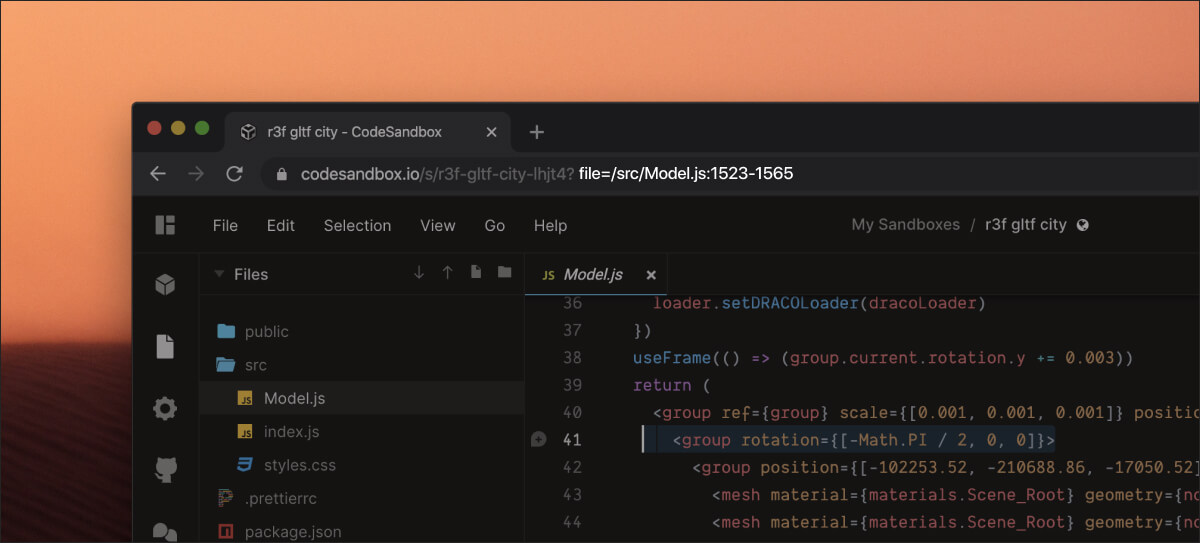 r3f gltf city - CodeSandbox
codesandbox.io/s/r3f-gltf-city-lhjt4? file=/src/Model.js:1523-1565
File Edit Selection View Go Help My Sandboxes / r3f gltf city
Files JS Model.js
36 loader.setDRACOLoader(dracoLoader)
public 37 })
38 useFrame(() => (group.current.rotation.y += 0.003))
src 39 return (
JS Model.js 40 <group ref={group} scale={[0.001, 0.001, 0.001]} positio
JS index.js 41 <group rotation={[-Math.PI / 2, 0, 0]}>
styles.css 42 <group position={[-102253.52, -210688.86, -17050.52]
.prettierrc 43 <mesh material={materials.Scene_Root} geometry={no
package.json 44 <mesh material={materials.Scene_Root} geometry={no